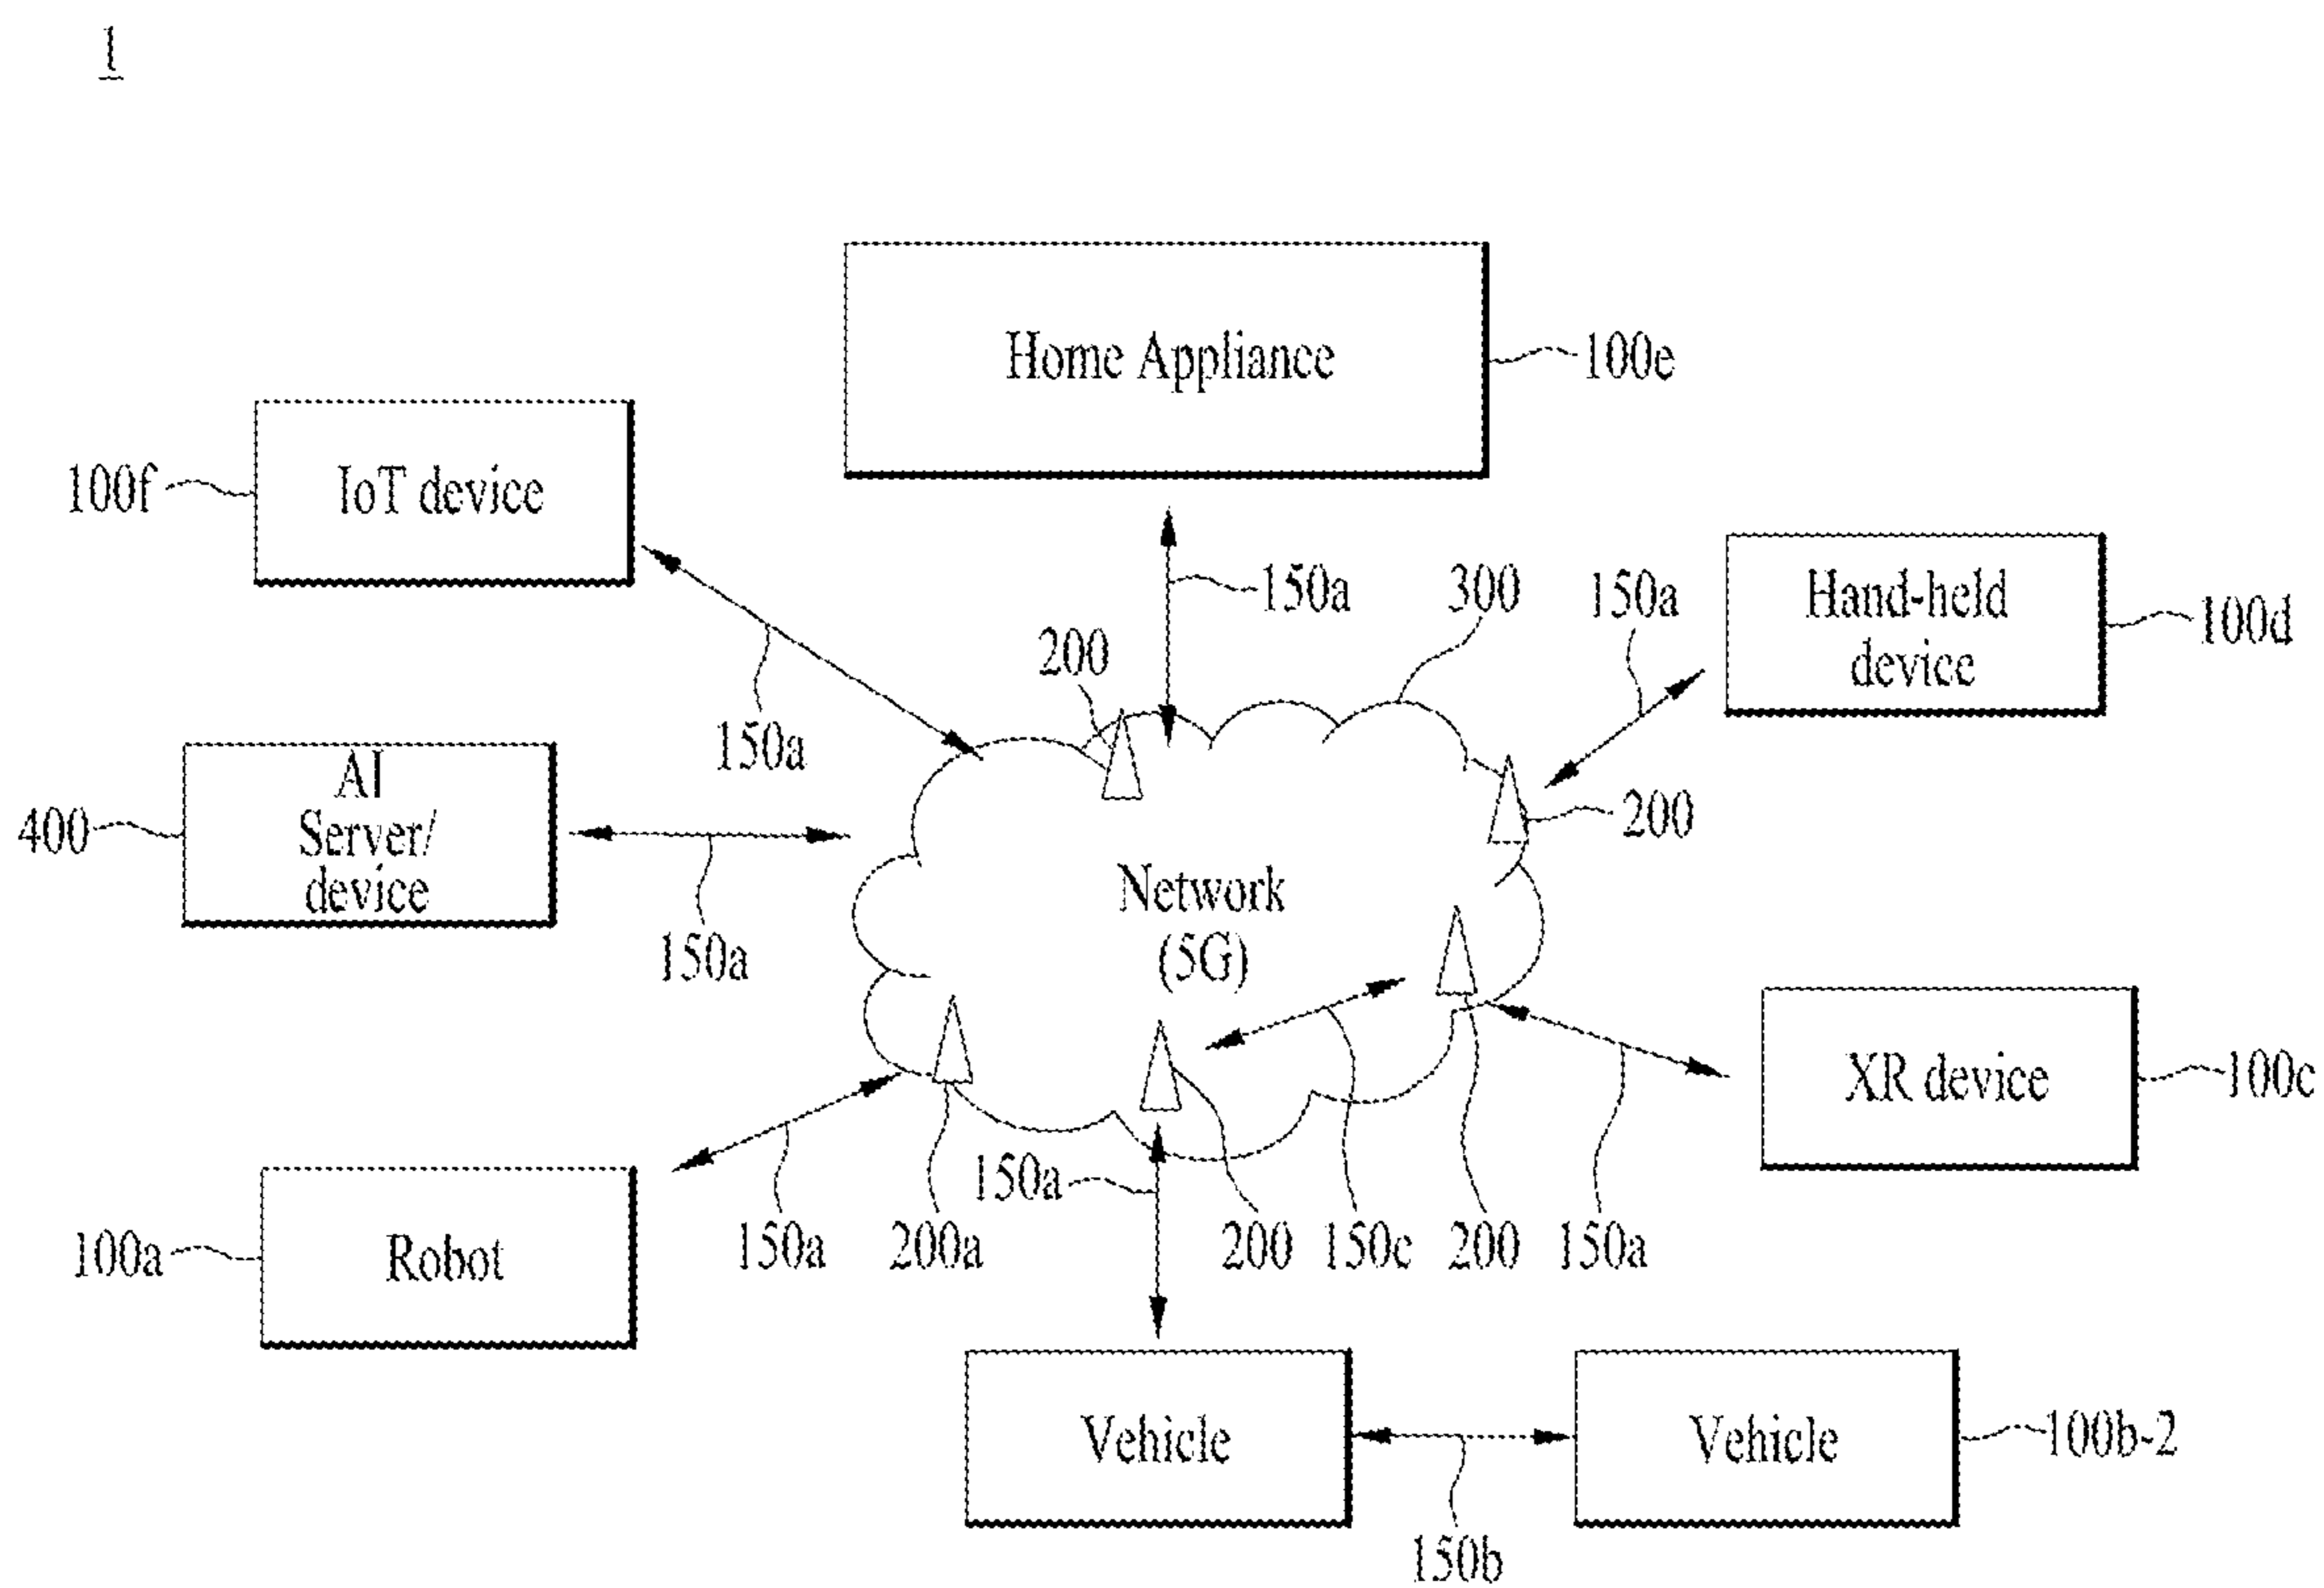 1
Home Appliance
100e
100f
IoT device
150a
300
150a
Hand-held
device
100d
200
150a
AI
Server/
device
400
200
Network
(5G)
150a
XR device
100c
150a
100a
Robot
150a
200a
200
150c
200
150a
Vehicle
Vehicle
100b-2
150b